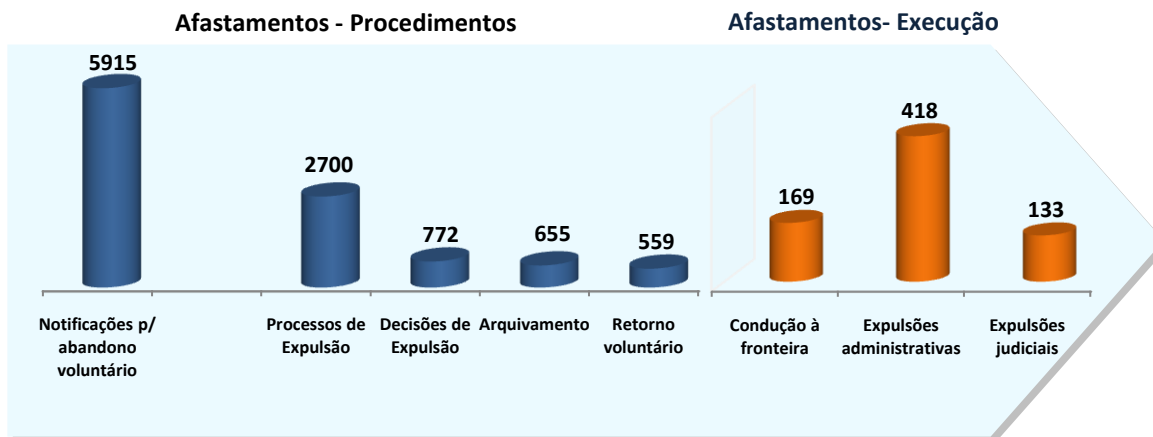 Afastamentos - Procedimentos
5915
2700
772
655
559
Notificações p/
abandono
voluntário
Processos de
Expulsão
Decisões de
Expulsão
Arquivamento
Retorno
voluntário
Afastamentos- Execução
169
418
133
Condução à
fronteira
Expulsões
administrativas
Expulsões
judiciais